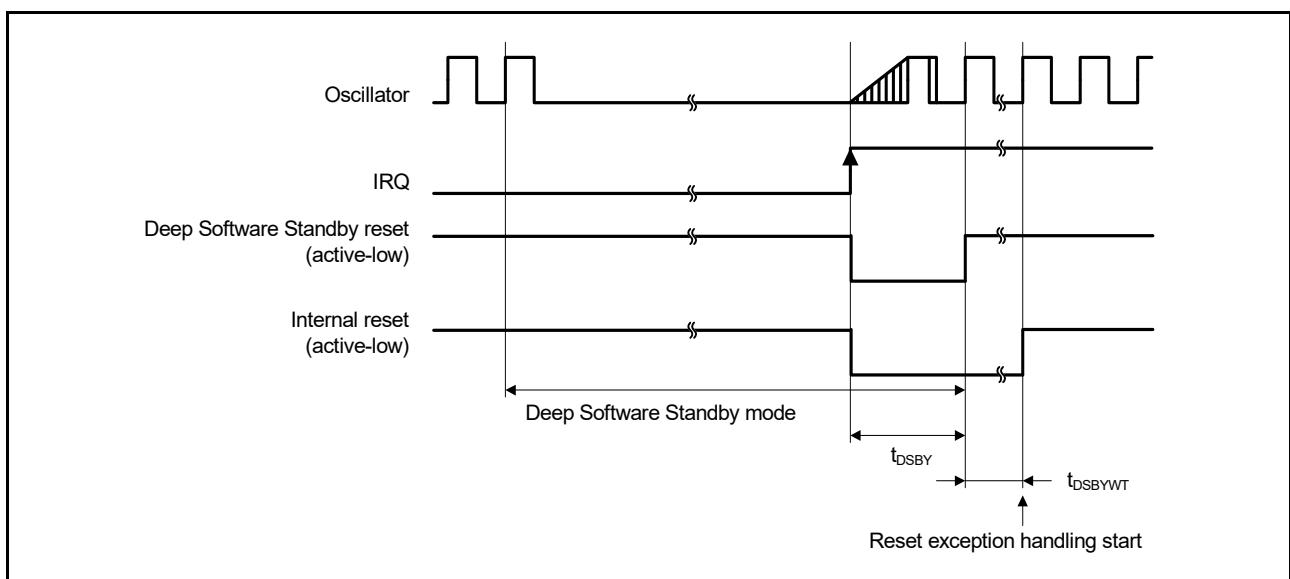 Oscillator
IRQ
Deep Software Standby reset
(active-low)
Internal reset
(active-low)
Deep Software Standby mode
tDSBY
tDSBYWT
Reset exception handling start